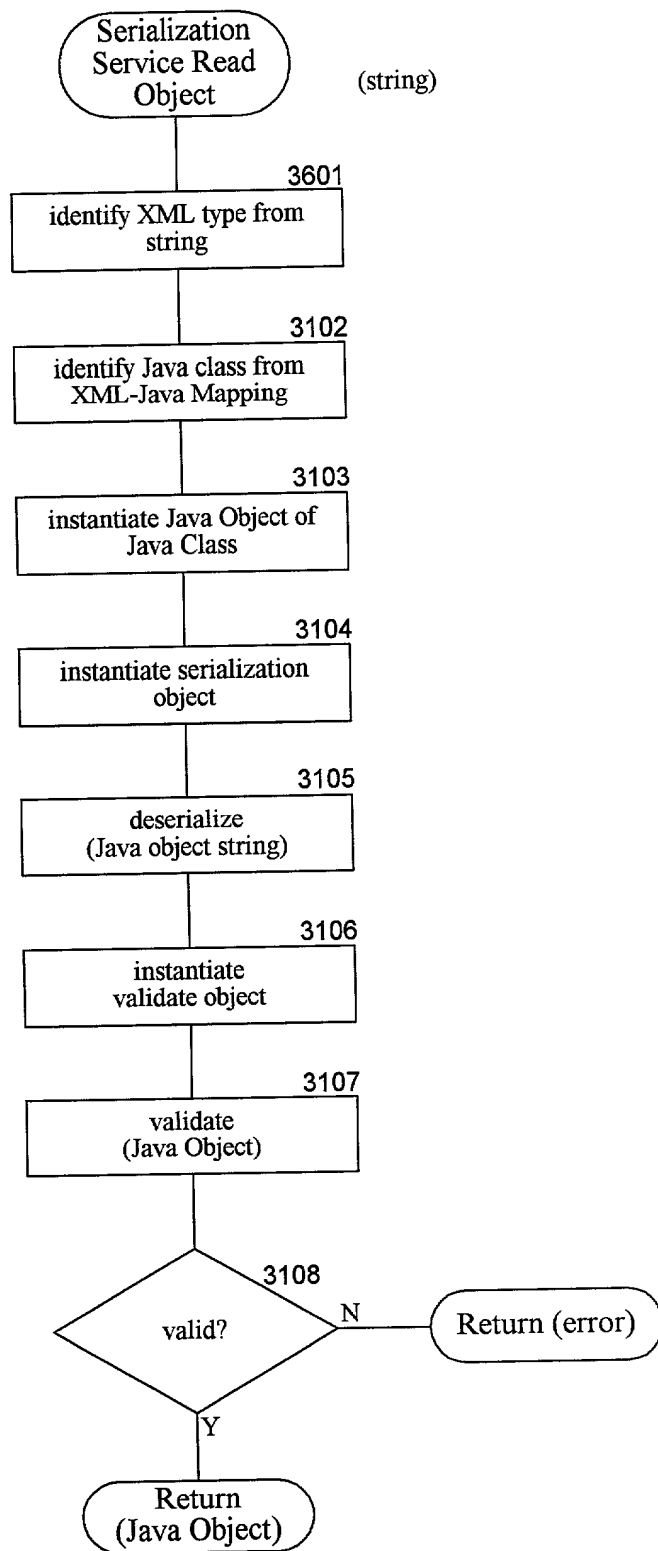 Serialization
Service Read
Object
(string)
3601
identify XML type from
string
3102
identify Java class from
XML-Java Mapping
3103
instantiate Java Object of
Java Class
3104
instantiate serialization
object
3105
deserialize
(Java object string)
3106
instantiate
validate object
3107
validate
(Java Object)
3108
valid?
N
Return (error)
Y
Return
(Java Object)